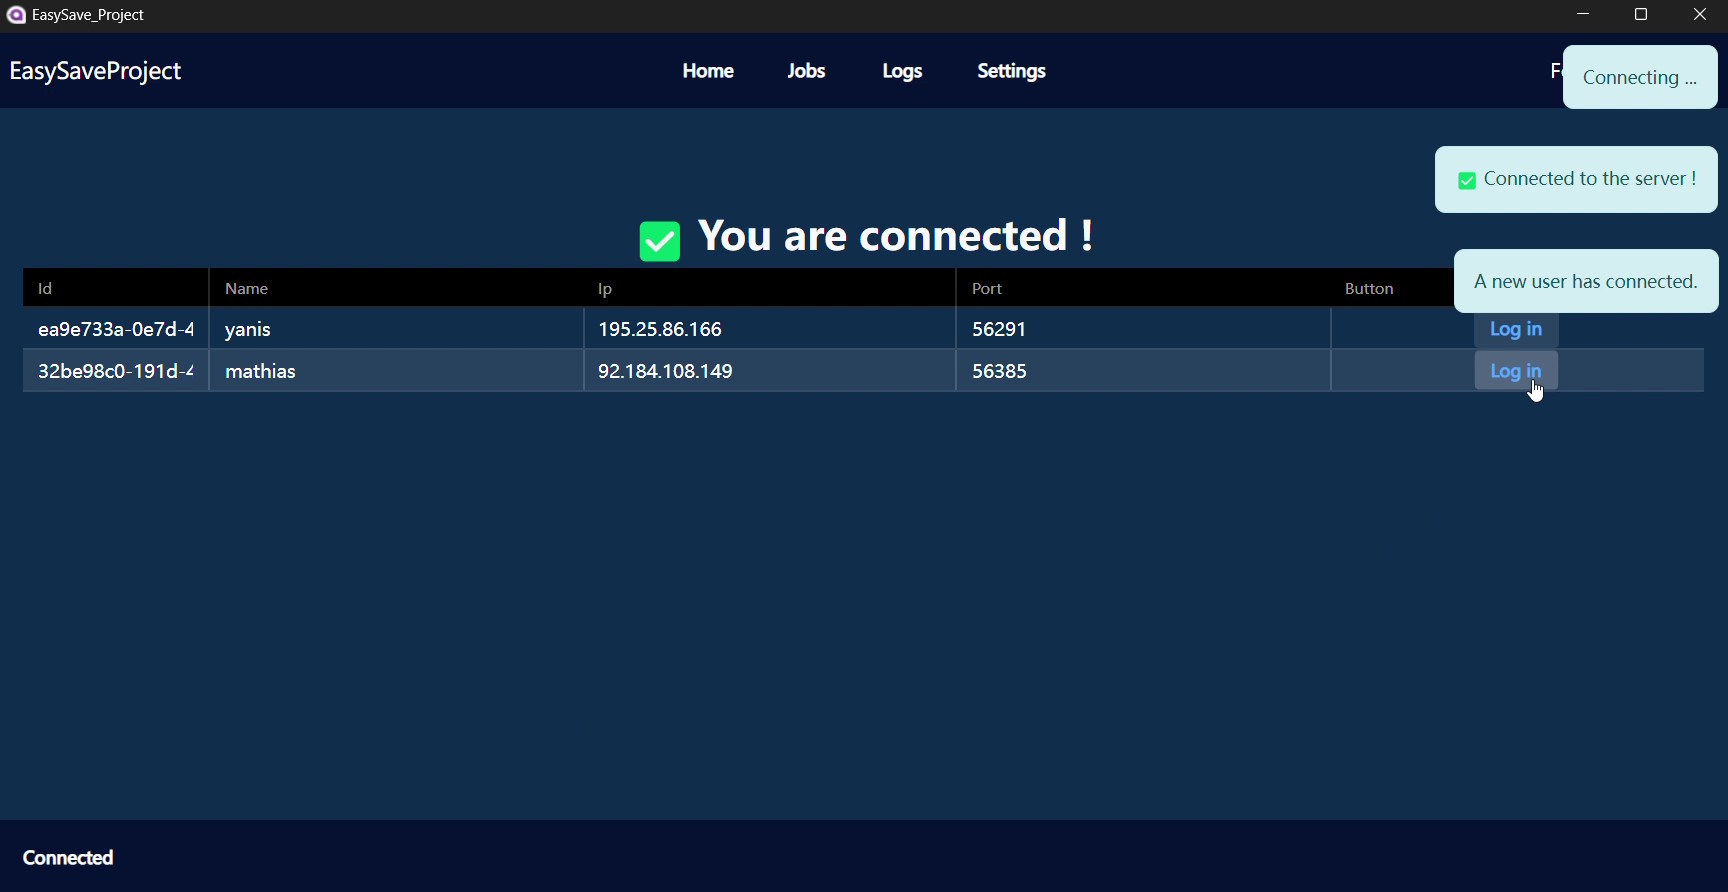 EasySave_Project
EasySaveProject
Home
Jobs
Logs
Settings
Connecting ...
✅ Connected to the server !
✅ You are connected !
A new user has connected.
Id
Name
Ip
Port
Button
ea9e733a-0e7d-4
yanis
195.25.86.166
56291
Log in
32be98c0-191d-4
mathias
92.184.108.149
56385
Log in
Connected